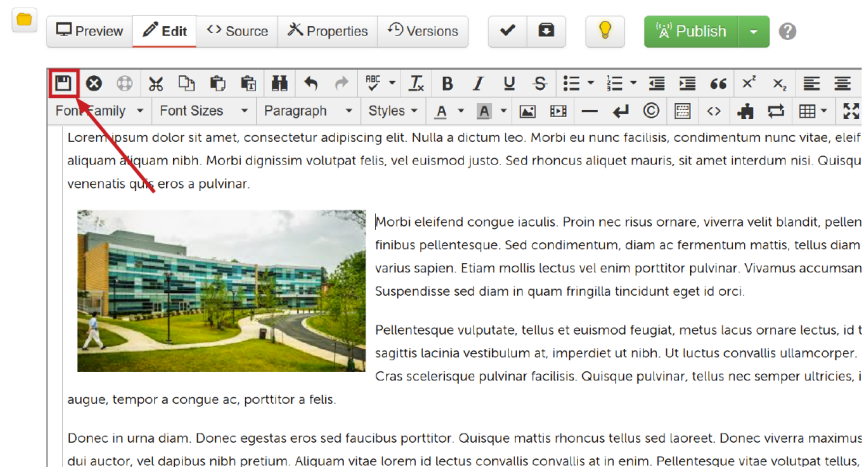 Preview Edit <> Source Properties Versions Publish
ABC
Font Family Font Sizes Paragraph Styles A A
Lorem ipsum dolor sit amet, consectetur adipiscing elit. Nulla a dictum leo. Morbi eu nunc facilisis, condimentum nunc vitae, eleif
aliquam aliquam nibh. Morbi dignissim volutpat felis, vel euismod justo. Sed rhoncus aliquet mauris, sit amet interdum nisi. Quisqu
venenatis quis eros a pulvinar.
Morbi eleifend congue iaculis. Proin nec risus ornare, viverra velit blandit, pellen
finibus pellentesque. Sed condimentum, diam ac fermentum mattis, tellus diam
varius sapien. Etiam mollis lectus vel enim porttitor pulvinar. Vivamus accumsan
Suspendisse sed diam in quam fringilla tincidunt eget id orci.
Pellentesque vulputate, tellus et euismod feugiat, metus lacus ornare lectus, id t
sagittis lacinia vestibulum at, imperdiet ut nibh. Ut luctus convallis ullamcorper.
Cras scelerisque pulvinar facilisis. Quisque pulvinar, tellus nec semper ultricies, i
augue, tempor a congue ac, porttitor a felis.
Donec in urna diam. Donec egestas eros sed faucibus porttitor. Quisque mattis rhoncus tellus sed laoreet. Donec viverra maximus
dui auctor, vel dapibus nibh pretium. Aliquam vitae lorem id lectus convallis convallis at in enim. Pellentesque vitae volutpat tellus.